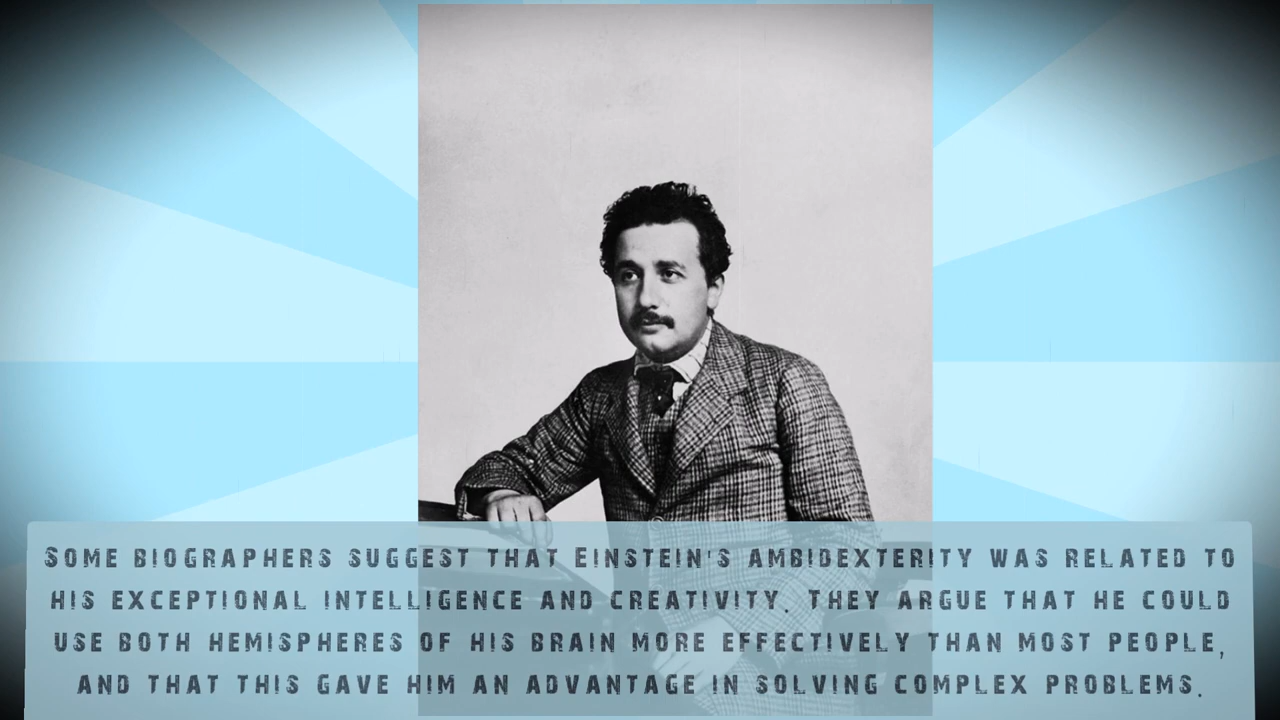 Some biographers suggest that Einstein's ambidexterity was related to
his exceptional intelligence and creativity. They argue that he could
use both hemispheres of his brain more effectively than most people,
and that this gave him an advantage in solving complex problems.